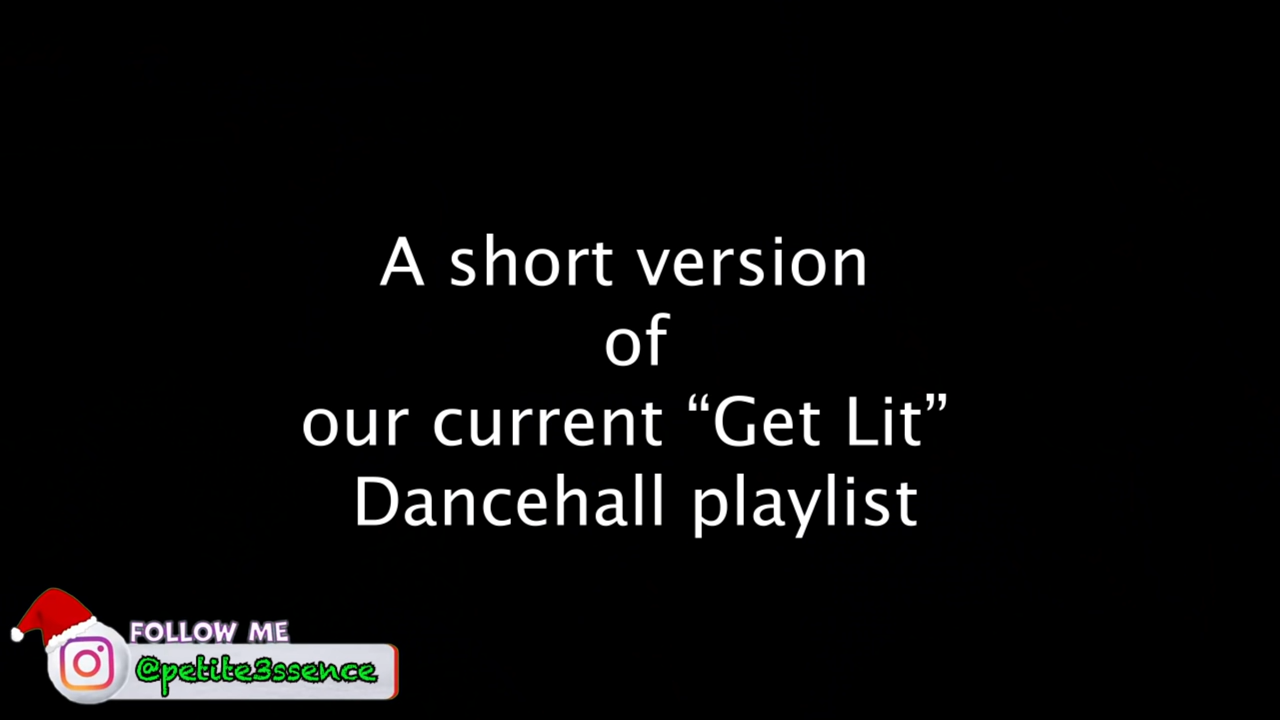 A short version
of
our current “Get Lit”
Dancehall playlist
FOLLOW ME
@petite3ssence